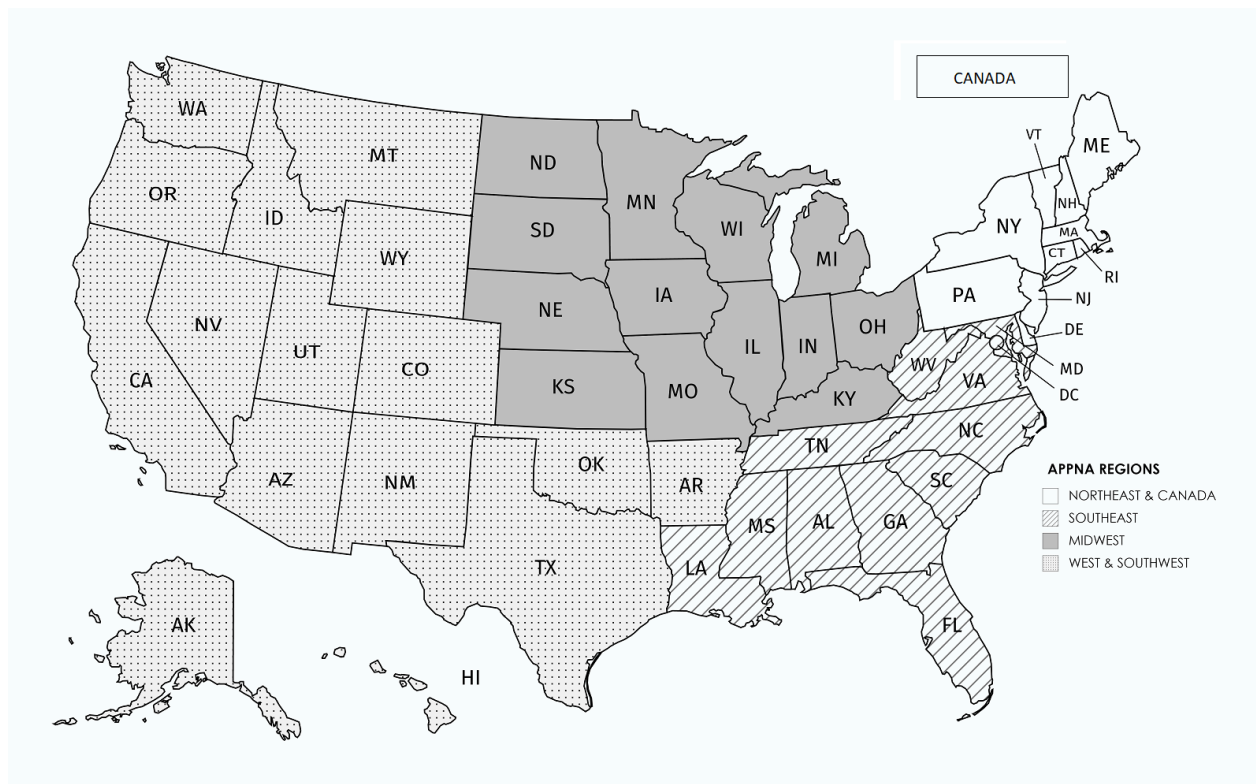 CANADA
WA
MT
ND
MN
VT
ME
OR
ID
SD
WI
MI
NY
NH
MA
CT
RI
WY
NE
IA
PA
NJ
NV
UT
CO
KS
MO
IL
IN
OH
WV
VA
DE
MD
DC
CA
KY
AZ
NM
OK
AR
TN
NC
SC
MS
AL
GA
TX
LA
FL
AK
HI
APPNA REGIONS
NORTHEAST & CANADA
SOUTHEAST
MIDWEST
WEST & SOUTHWEST